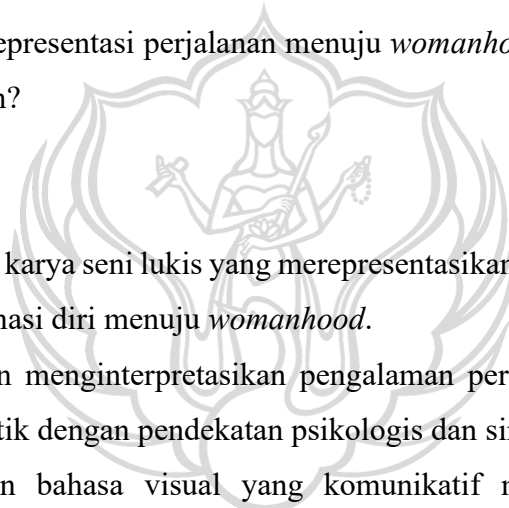 epresentasi perjalanan menuju womanho
n?
karya seni lukis yang merepresentasikan
nasi diri menuju womanhood.
n menginterpretasikan pengalaman per
tik dengan pendekatan psikologis dan si
n bahasa visual yang komunikatif